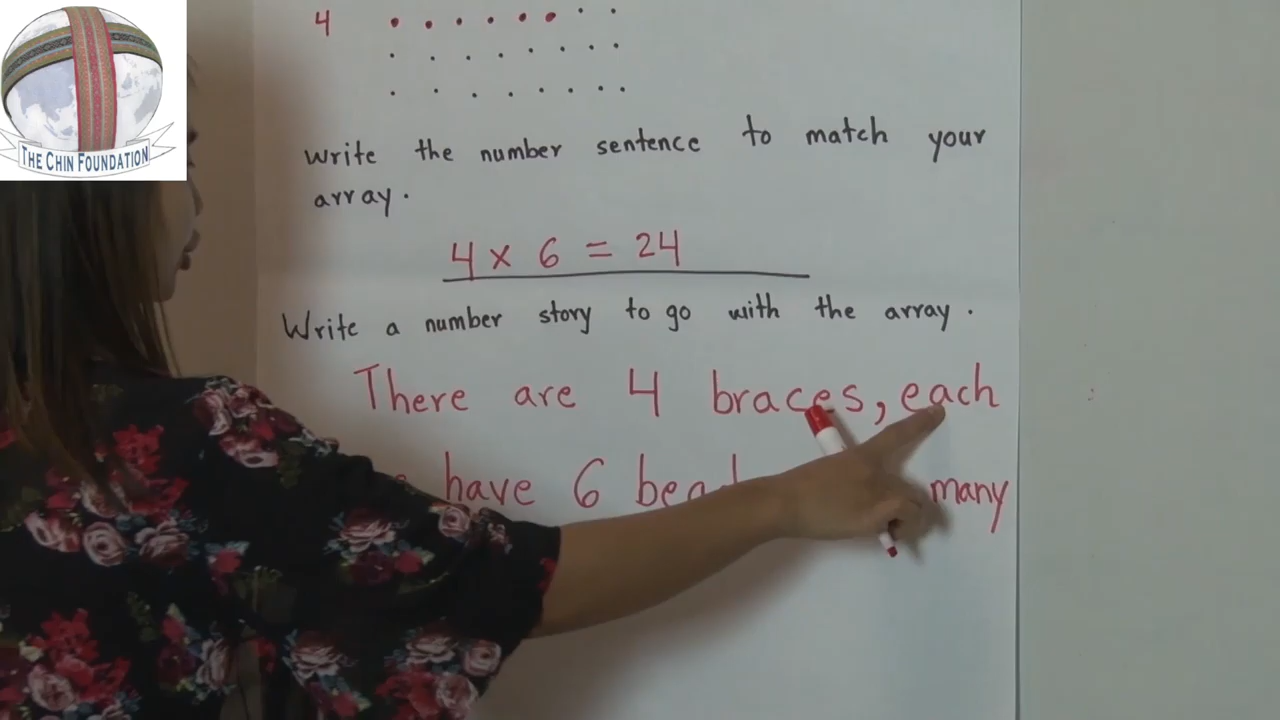 THE CHIN FOUNDATION
4
Write the number sentence to match your
array.
4 x 6 = 24
Write a number story to go with the array.
There are 4 braces, each
have 6 many